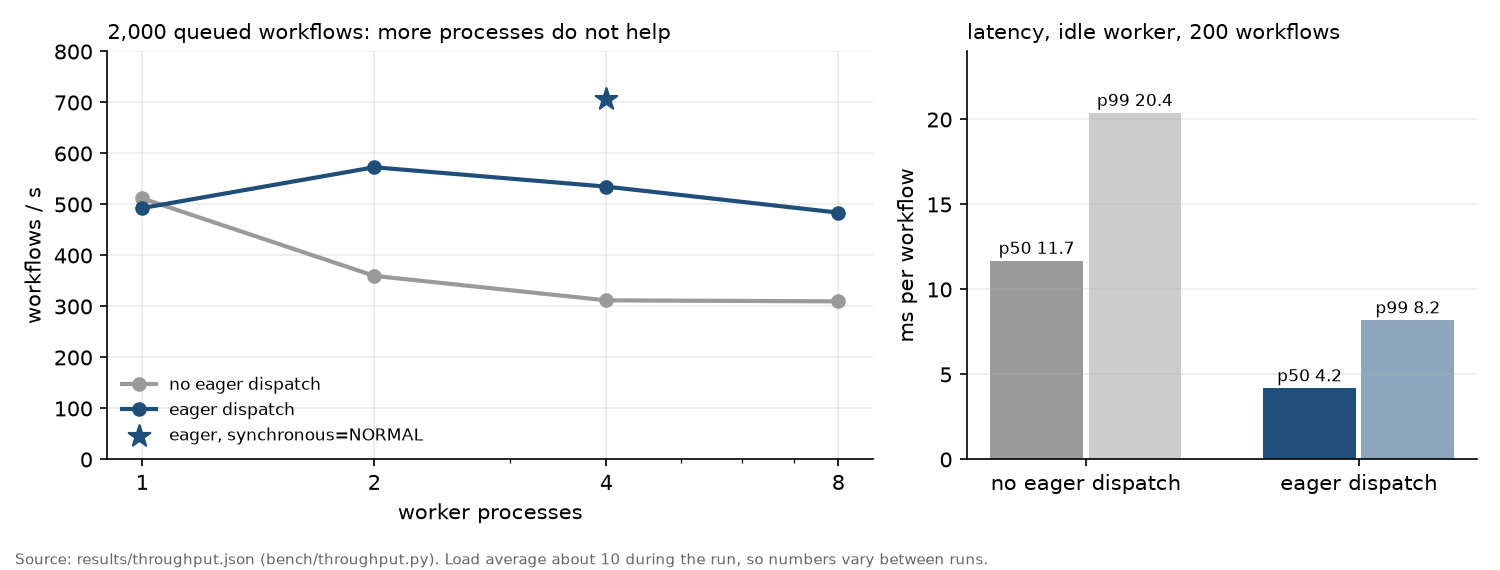 2,000 queued workflows: more processes do not help
800
700
600
500
400
300
200
100
0
workflows / s
no eager dispatch
eager dispatch
eager, synchronous=NORMAL
1
2
4
8
worker processes
latency, idle worker, 200 workflows
20
15
10
5
0
ms per workflow
p50 11.7
p99 20.4
p50 4.2
p99 8.2
no eager dispatch
eager dispatch
Source: results/throughput.json (bench/throughput.py). Load average about 10 during the run, so numbers vary between runs.